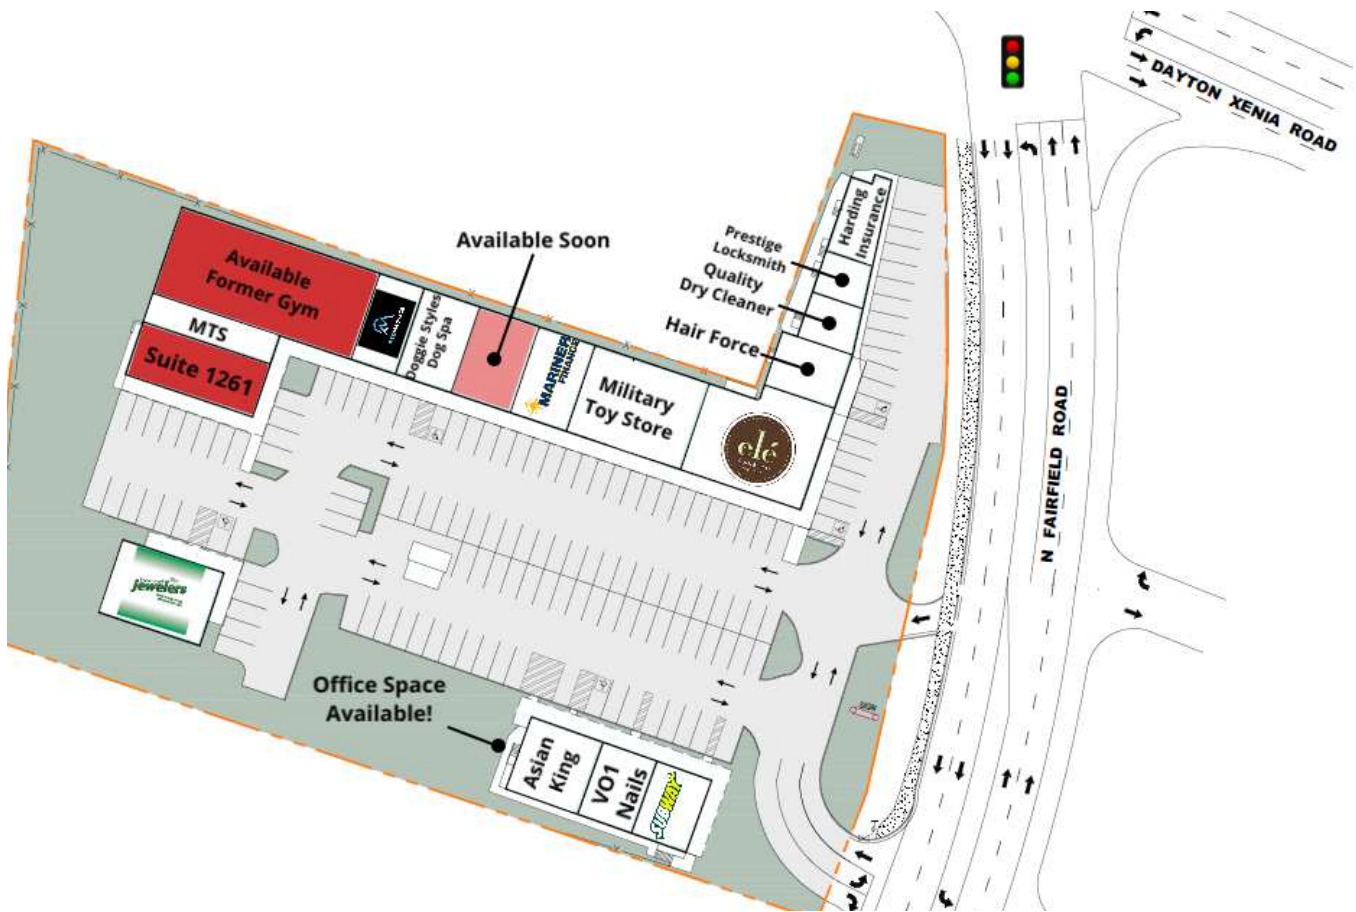 DAYTON XENIA ROAD
Harding
Insurance
Prestige
Locksmith
Quality
Dry Cleaner
Hair Force
Available Soon
Available
Former Gym
MTS
Suite 1261
Doggie Styles
Dog Spa
MARINER
FINANCE
Military
Toy Store
elé
N FAIRFIELD ROAD
jewelers
Office Space
Available!
SIGN
Asian
King
VO1
Nails
SUBWAY